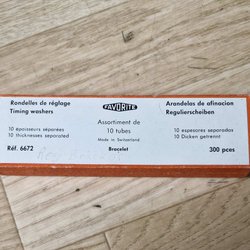 Rondelles de réglage
Timing washers
10 épaisseurs séparées
10 thicknesses separated
Réf. 6672
FAVORITE
Assortiment de
10 tubes
Made in Switzerland
Bracelet
Arandelas de afinacion
Regulierscheiben
10 espesores separados
10 Dicken getrennt
300 pces